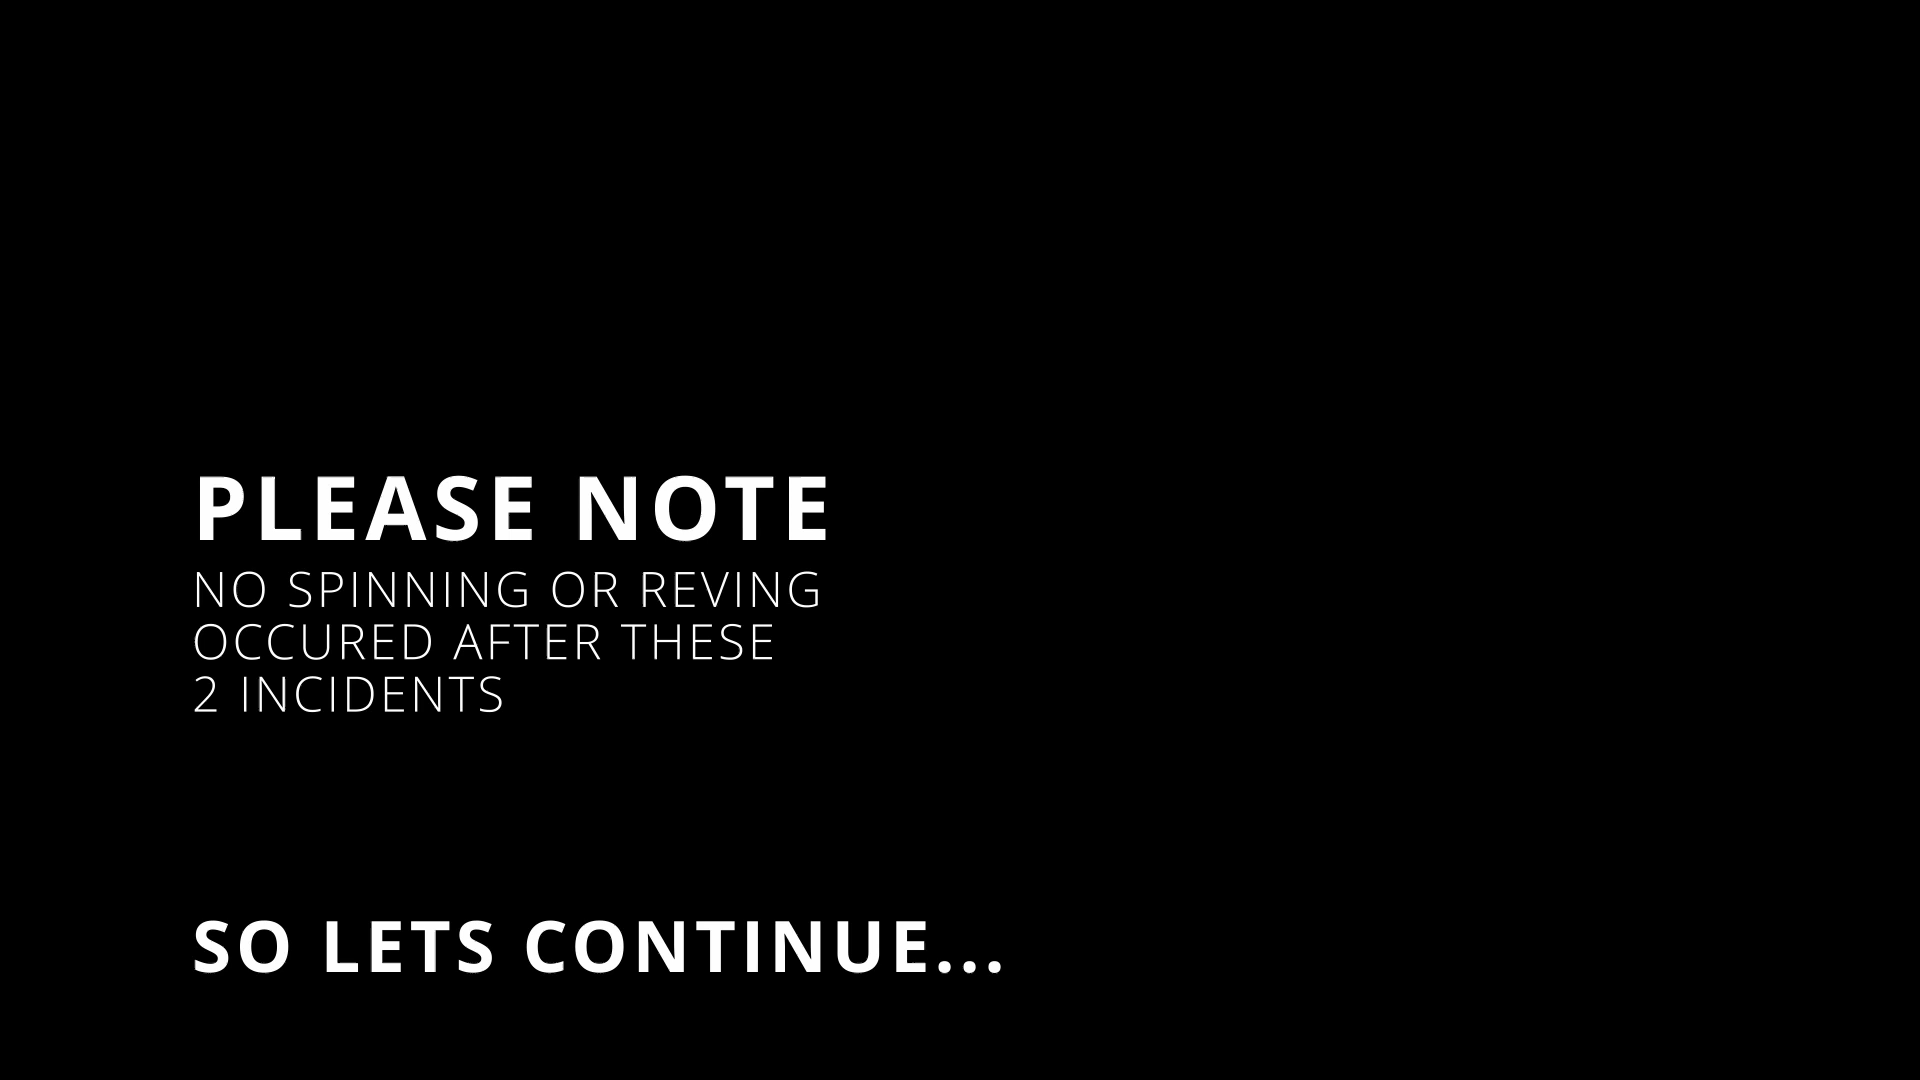 PLEASE NOTE
NO SPINNING OR REVING
OCCURED AFTER THESE
2 INCIDENTS
SO LETS CONTINUE...